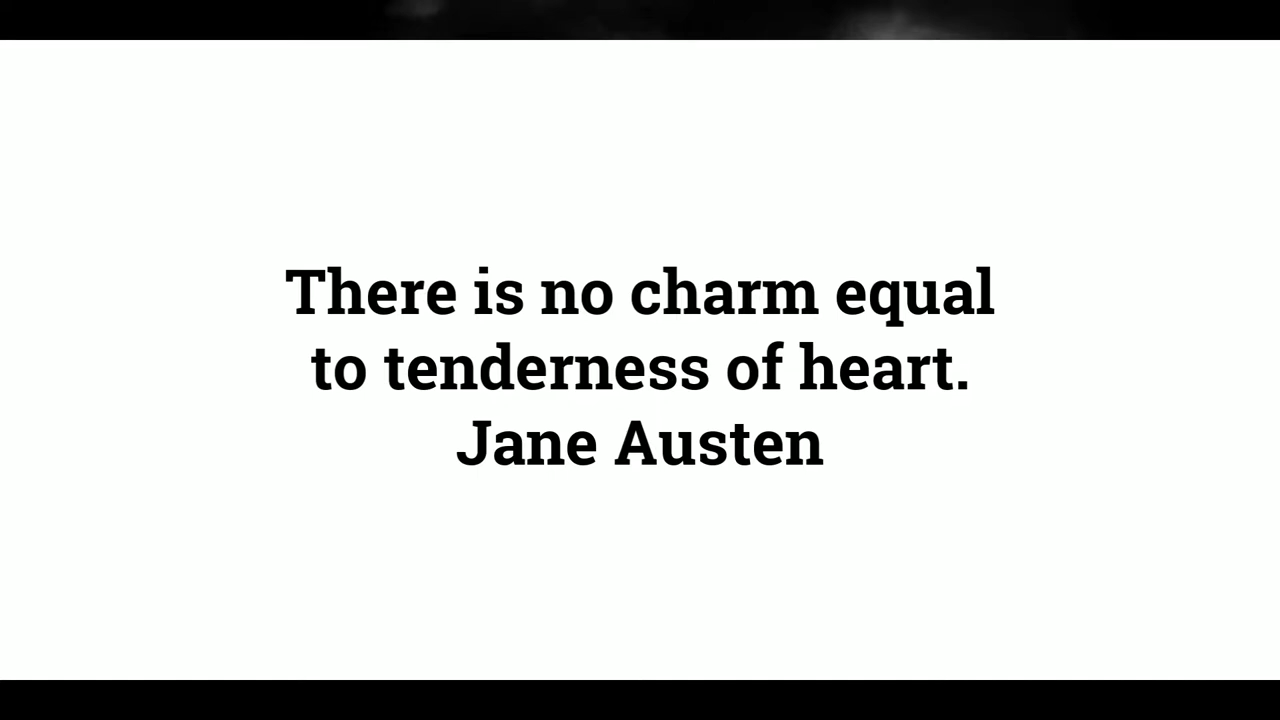 There is no charm equal
to tenderness of heart.
Jane Austen